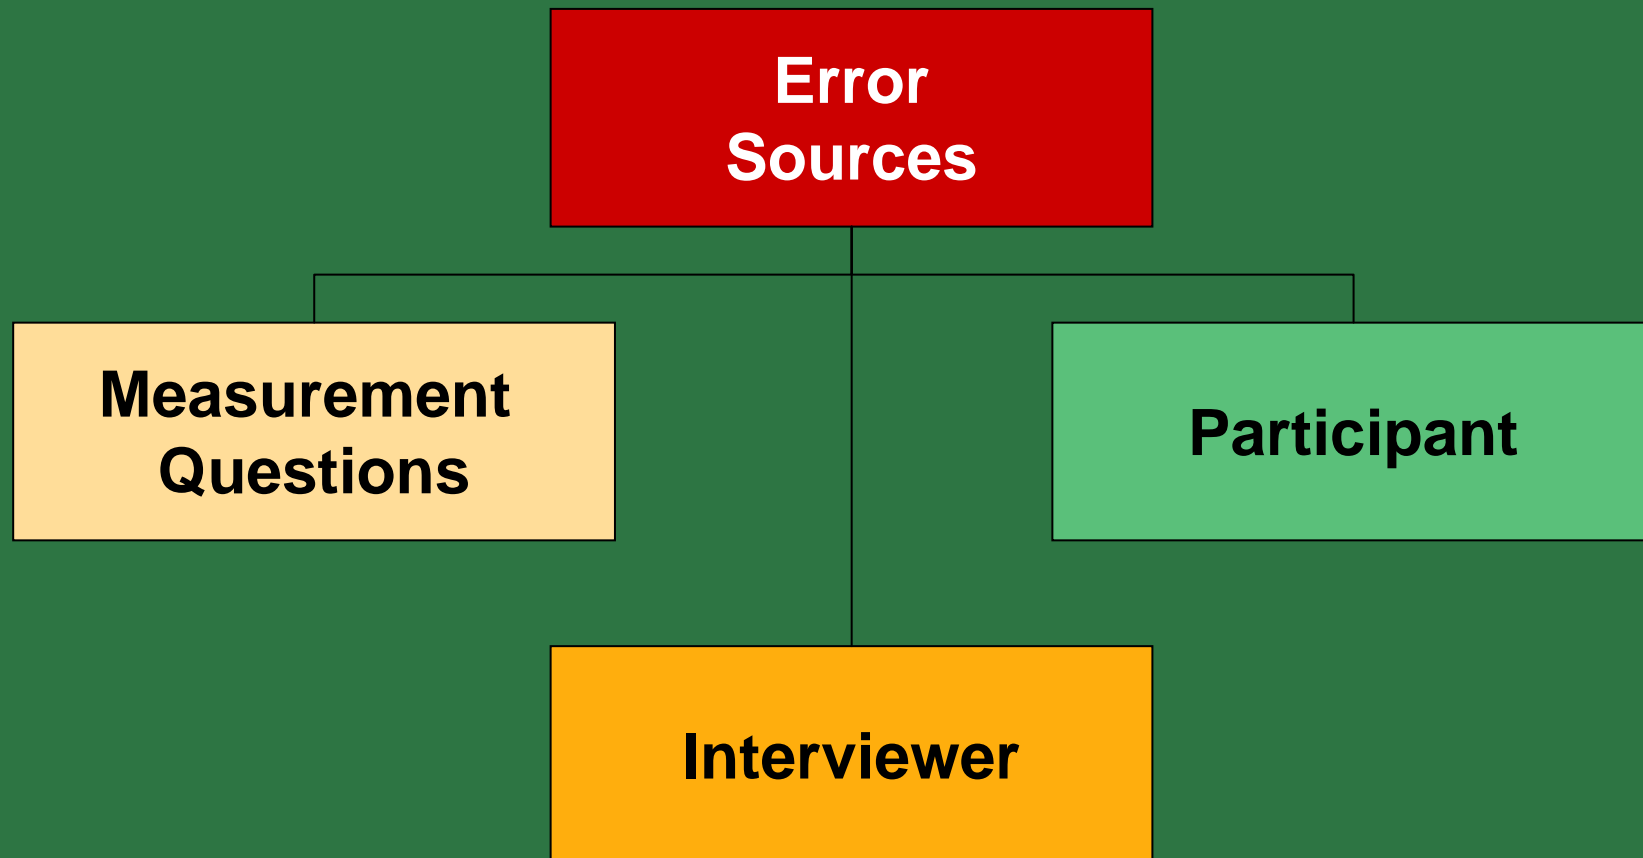 Error
Sources
Measurement
Questions
Participant
Interviewer